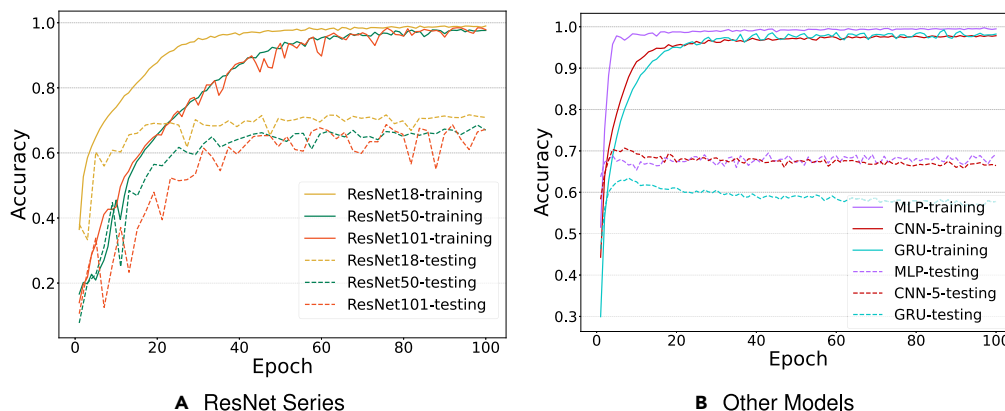 1.0
0.8
0.6
0.4
0.2
Accuracy
ResNet18-training
ResNet50-training
ResNet101-training
ResNet18-testing
ResNet50-testing
ResNet101-testing
0 20 40 60 80 100
Epoch
A ResNet Series
1.0
0.9
0.8
0.7
0.6
0.5
0.4
0.3
Accuracy
MLP-training
CNN-5-training
GRU-training
MLP-testing
CNN-5-testing
GRU-testing
0 20 40 60 80 100
Epoch
B Other Models